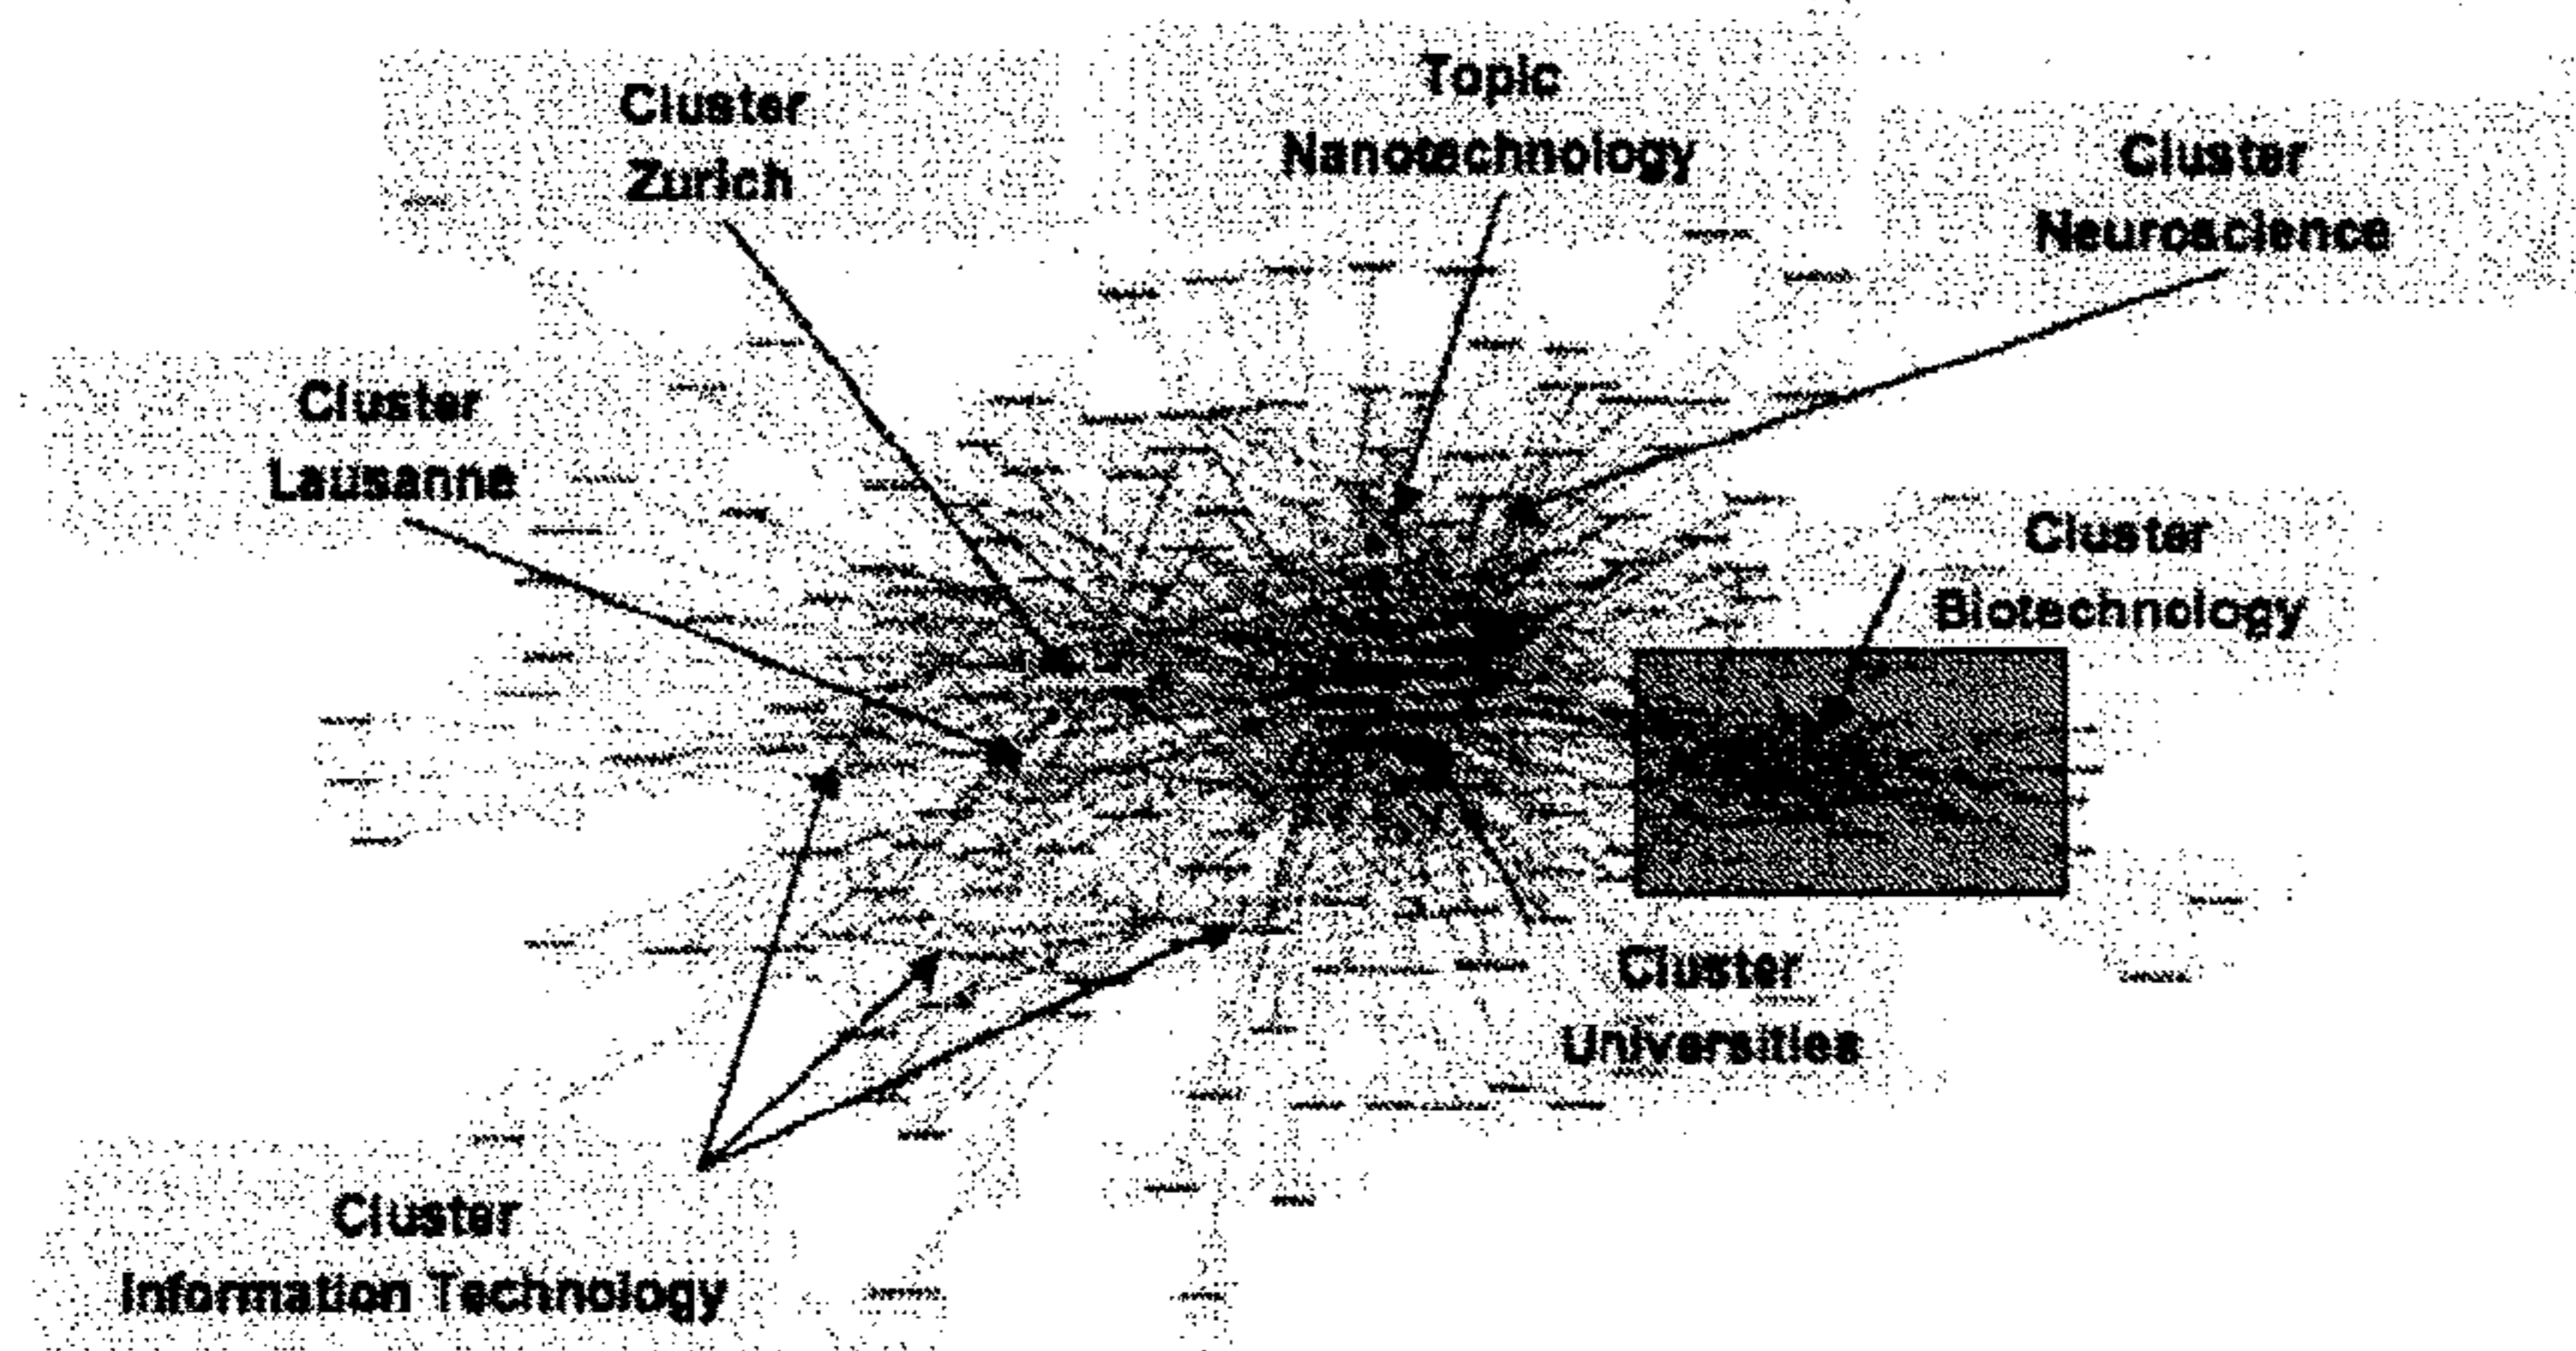 Cluster
Zurich
Topic
Nanotechnology
Cluster
Neuroscience
Cluster
Lausanne
Cluster
Biotechnology
Cluster
Universities
Cluster
Information Technology